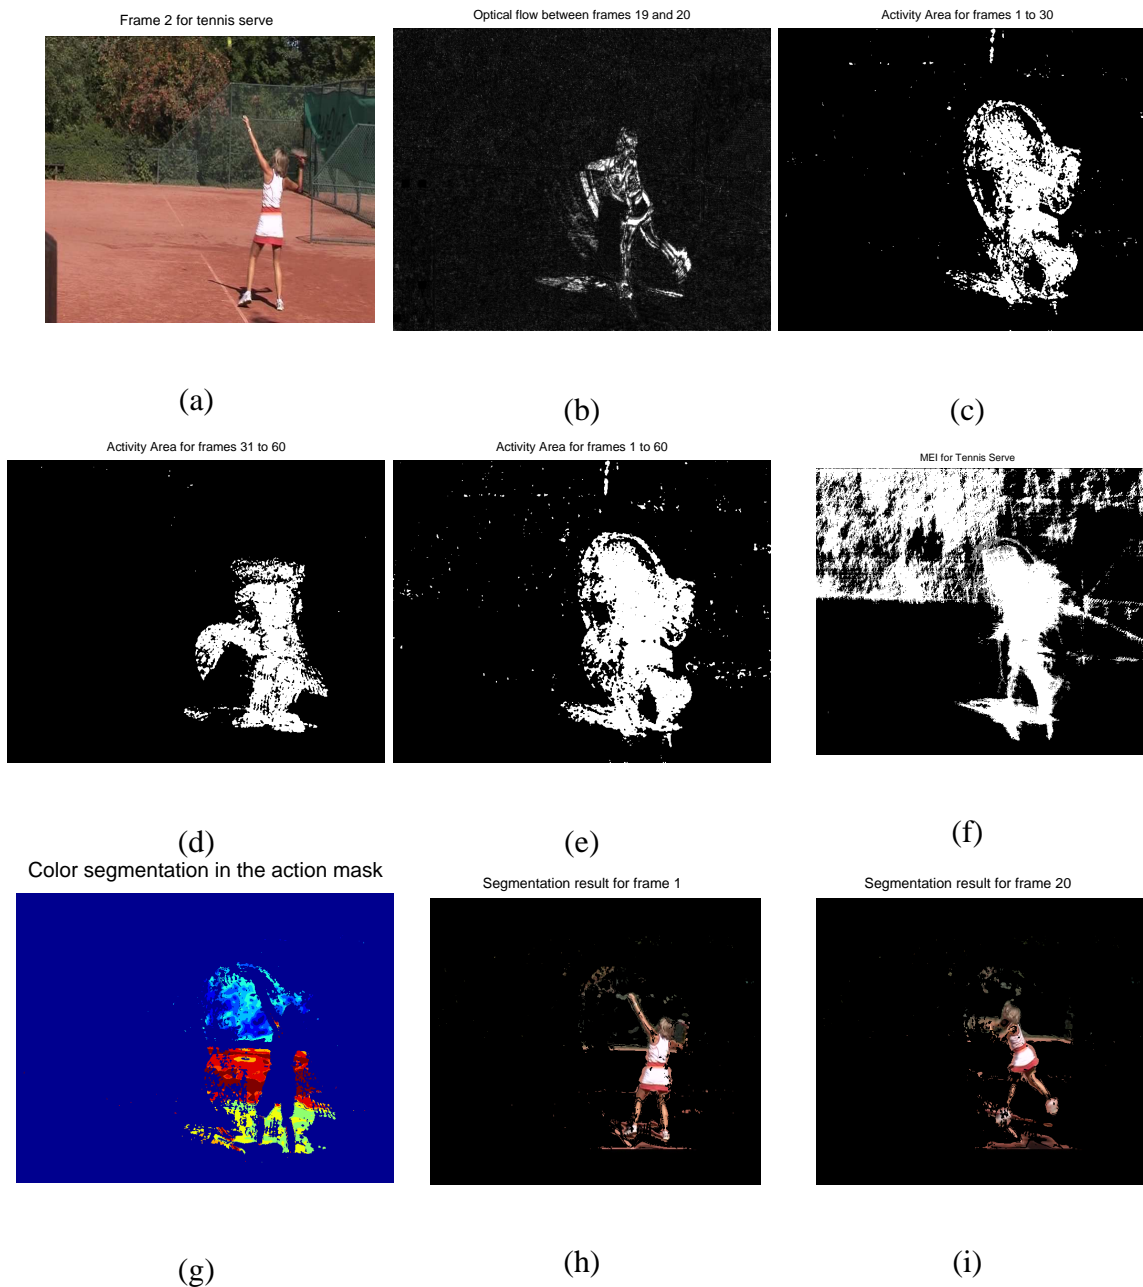 Frame 2 for tennis serve
Optical flow between frames 19 and 20
Activity Area for frames 1 to 30
(a)
(b)
(c)
Activity Area for frames 31 to 60
Activity Area for frames 1 to 60
MEI for Tennis Serve
(d)
(e)
(f)
Color segmentation in the action mask
Segmentation result for frame 1
Segmentation result for frame 20
(g)
(h)
(i)